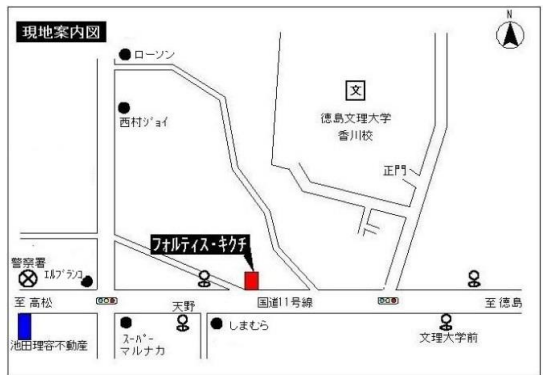 現地案内図
N
ローソン
西村ジョイ
文
徳島文理大学
香川校
正門
フォルティス・キクチ
警察署
エルブランコ
至高松
天野
国道11号線
至徳島
池田理容不動産
スーパー
マルナカ
しまむら
文理大学前